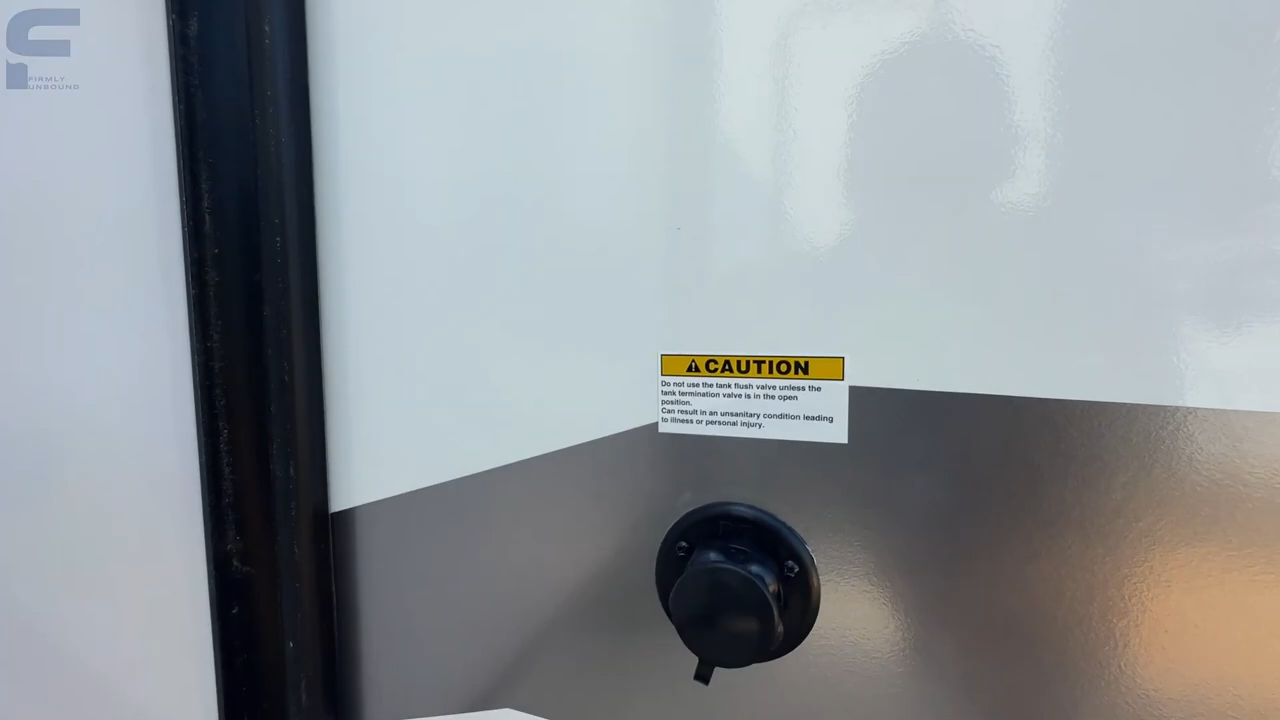 FIRMLY
UNBOUND
CAUTION
Do not use the tank flush valve unless the
tank termination valve is in the open
position.
Can result in an unsanitary condition leading
to illness or personal injury.